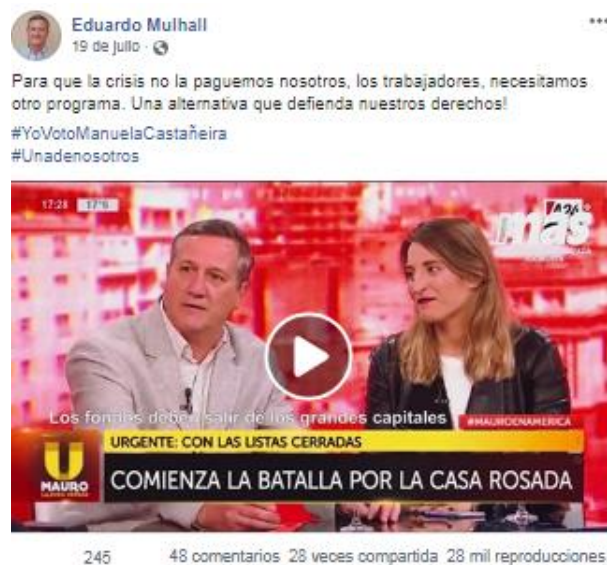 Eduardo Mulhall
19 de julio ·
Para que la crisis no la paguemos nosotros, los trabajadores, necesitamos
otro programa. Una alternativa que defienda nuestros derechos!
#YoVotoManuelaCastañeira
#Unadenosotros
17:28 17°6
mas
Los fondos deben salir de los grandes capitales
#MAUROENAMERICA
URGENTE: CON LAS LISTAS CERRADAS
MAURO
COMIENZA LA BATALLA POR LA CASA ROSADA
245 48 comentarios 28 veces compartida 28 mil reproducciones